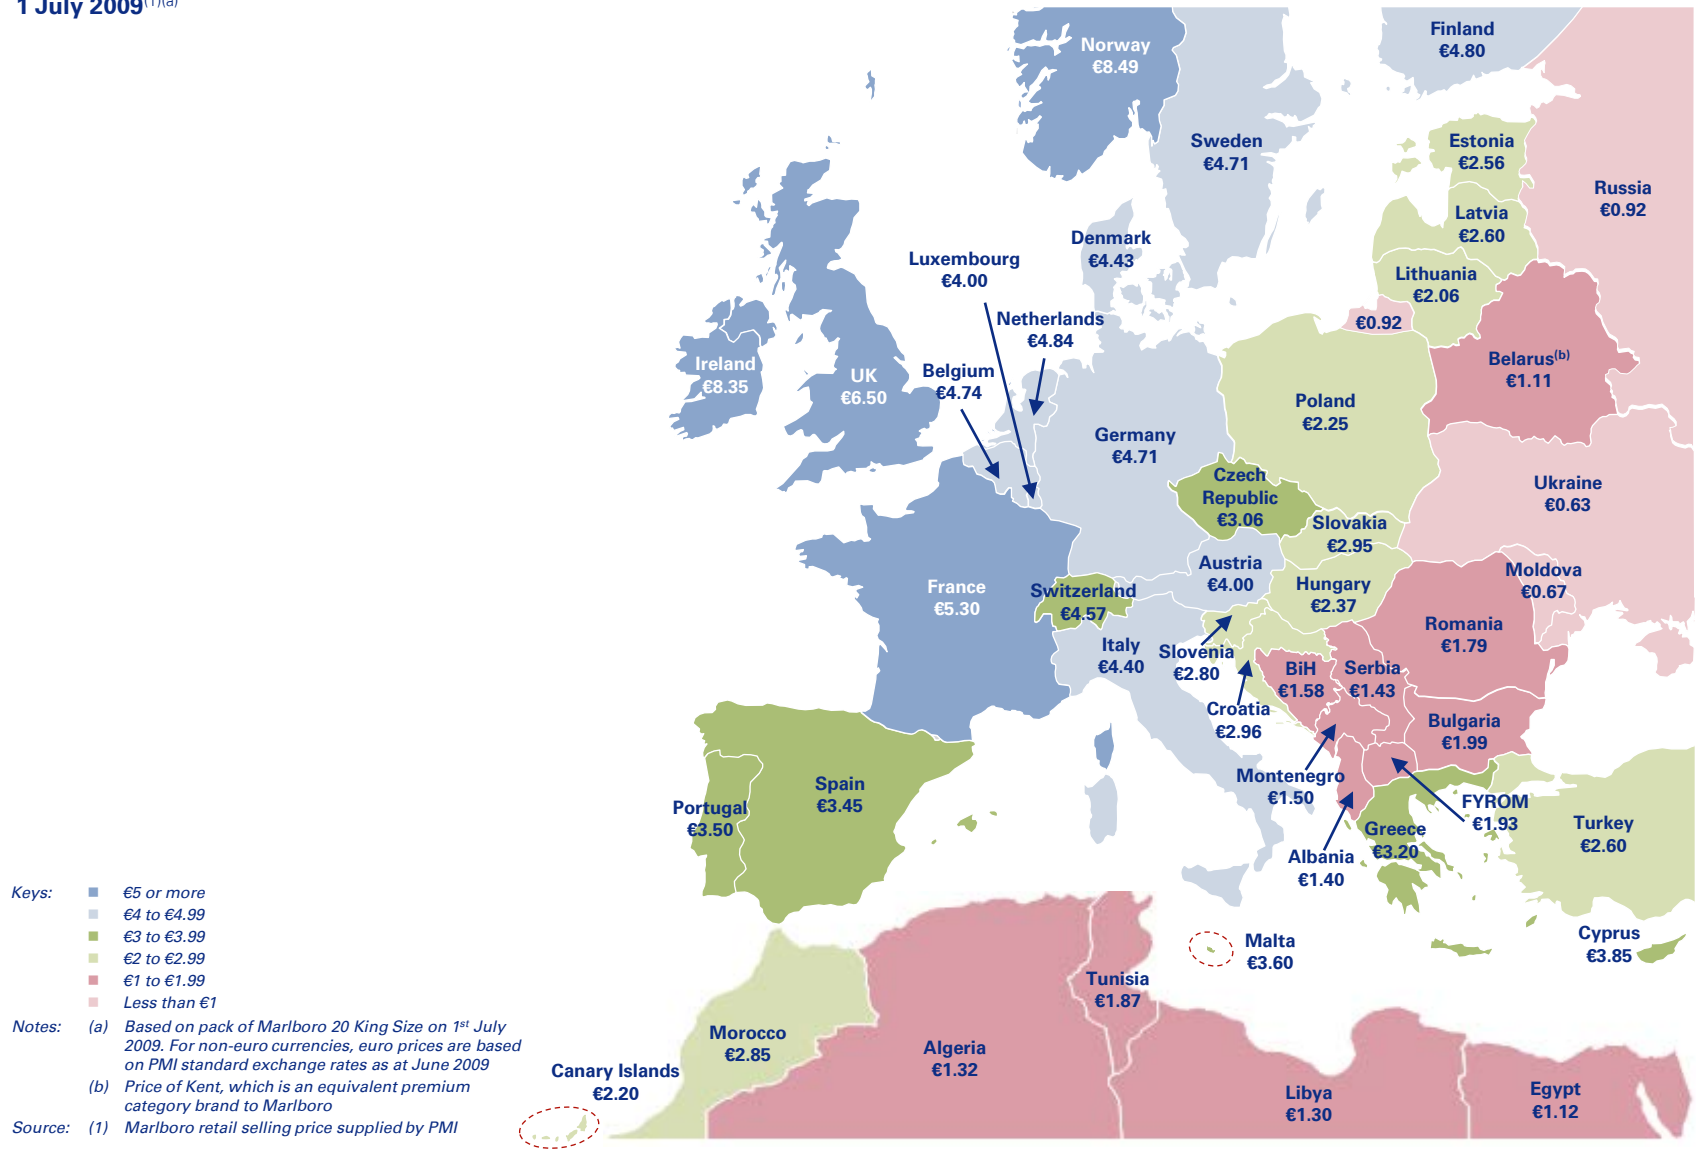 1 July 2009(1)(a)
Norway
€8.49
Finland
€4.80
Sweden
€4.71
Estonia
€2.56
Russia
€0.92
Latvia
€2.60
Denmark
€4.43
Luxembourg
€4.00
Lithuania
€2.06
Netherlands
€4.84
€0.92
Belarus(b)
€1.11
Ireland
€8.35
UK
€6.50
Belgium
€4.74
Poland
€2.25
Germany
€4.71
Czech
Republic
€3.06
Ukraine
€0.63
Slovakia
€2.95
Austria
€4.00
Moldova
€0.67
France
€5.30
Switzerland
€4.57
Hungary
€2.37
Romania
€1.79
Italy
€4.40
Slovenia
€2.80
BiH
€1.58
Serbia
€1.43
Croatia
€2.96
Bulgaria
€1.99
Montenegro
€1.50
Spain
€3.45
Portugal
€3.50
FYROM
€1.93
Greece
€3.20
Turkey
€2.60
Albania
€1.40
Malta
€3.60
Cyprus
€3.85
Tunisia
€1.87
Morocco
€2.85
Algeria
€1.32
Canary Islands
€2.20
Libya
€1.30
Egypt
€1.12
Keys:
€5 or more
€4 to €4.99
€3 to €3.99
€2 to €2.99
€1 to €1.99
Less than €1
Notes: (a) Based on pack of Marlboro 20 King Size on 1st July
2009. For non-euro currencies, euro prices are based
on PMI standard exchange rates as at June 2009
(b) Price of Kent, which is an equivalent premium
category brand to Marlboro
Source: (1) Marlboro retail selling price supplied by PMI